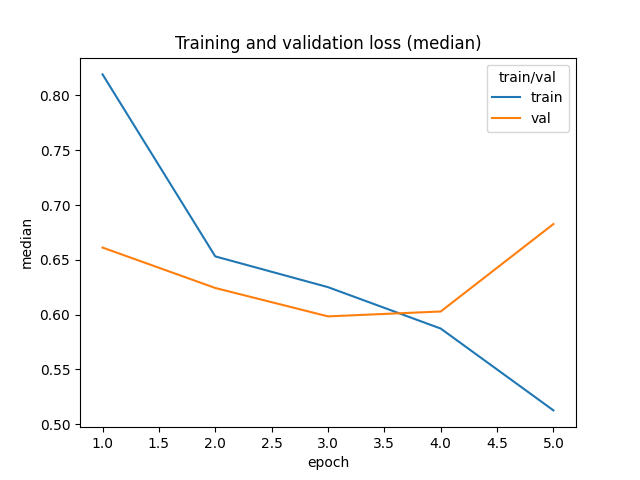 Training and validation loss (median)
train/val
train
val
0.80
0.75
0.70
0.65
0.60
0.55
0.50
median
1.0 1.5 2.0 2.5 3.0 3.5 4.0 4.5 5.0
epoch